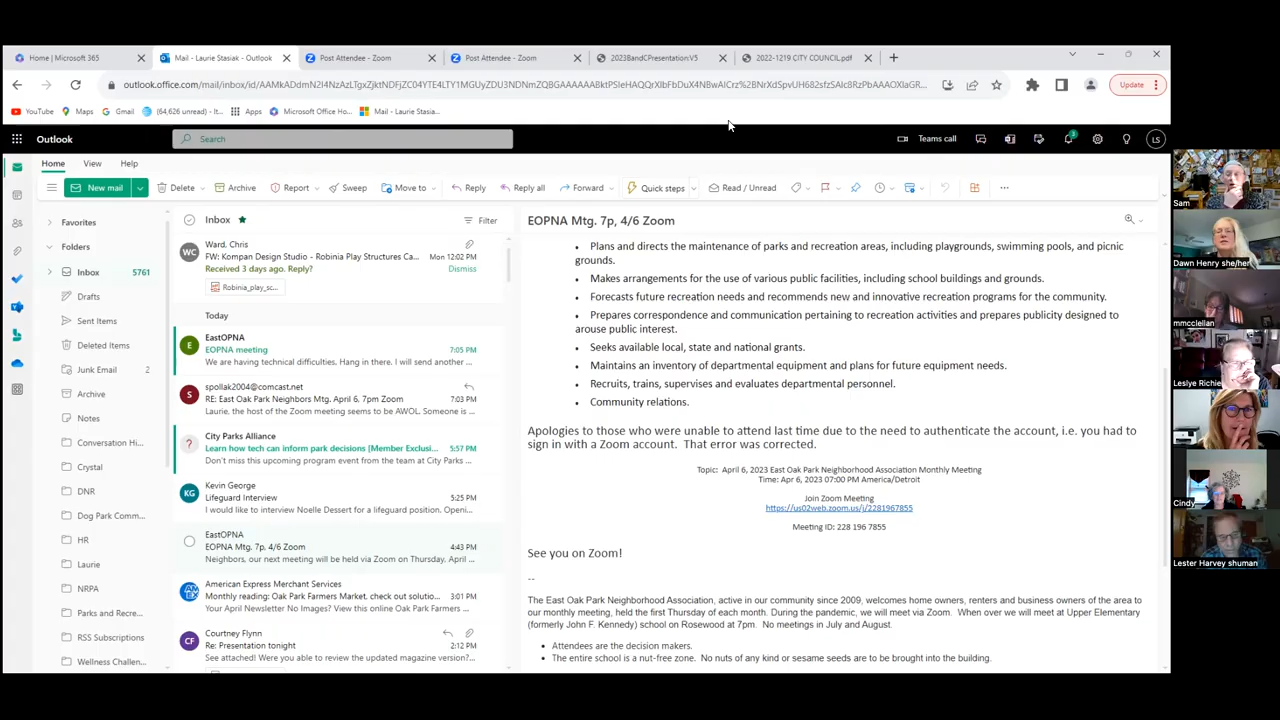 Home | Microsoft 365
Mail - Laurie Stasiak - Outlook
Post Attendee - Zoom
Post Attendee - Zoom
2023BandCPresentation.V5
2022-1219 CITY COUNCIL.pdf
Update
YouTube
Maps
Gmail
(64,626 unread) - it...
Apps
Microsoft Office Ho...
Mail - Laurie Stasia...
Outlook
Search
Teams call
LS
Home
View
Help
New mail
Delete
Archive
Report
Sweep
Move to
Reply
Reply all
Forward
Quick steps
Read / Unread
Favorites
Folders
Inbox 5761
Drafts
Sent Items
Deleted Items
Junk Email 2
Archive
Notes
Conversation Hi...
Crystal
DNR
Dog Park Comm...
HR
Laurie
NRPA
Parks and Recre...
RSS Subscriptions
Wellness Challen...
Inbox
Filter
WC
Ward, Chris
FW: Kompan Design Studio - Robinia Play Structures Ca... Mon 12:02 PM
Received 3 days ago. Reply? Dismiss
Robinia_play_sc...
Today
E
EastOPNA
EOPNA meeting 7:05 PM
We are having technical difficulties. Hang in there. I will send another ...
S
spollak2004@comcast.net
RE: East Oak Park Neighbors Mtg. April 6, 7pm Zoom 7:03 PM
Laurie, the host of the Zoom meeting seems to be AWOL. Someone is ...
?
City Parks Alliance
Learn how tech can inform park decisions [Member Exclusi... 5:57 PM
Don't miss this upcoming program event from the team at City Parks ...
KG
Kevin George
Lifeguard Interview 5:25 PM
I would like to interview Noelle Dessert for a lifeguard position. Openi...
EastOPNA
EOPNA Mtg. 7p, 4/6 Zoom 4:43 PM
Neighbors, our next meeting will be held via Zoom on Thursday, April ...
American Express Merchant Services
Monthly reading: Oak Park Farmers Market, check out solutio... 3:01 PM
Your April Newsletter No Images? View this online Oak Park Farmers ...
CF
Courtney Flynn
Re: Presentation tonight 2:12 PM
See attached! Were you able to review the updated magazine version?...
EOPNA Mtg. 7p, 4/6 Zoom
• Plans and directs the maintenance of parks and recreation areas, including playgrounds, swimming pools, and picnic
grounds.
• Makes arrangements for the use of various public facilities, including school buildings and grounds.
• Forecasts future recreation needs and recommends new and innovative recreation programs for the community.
• Prepares correspondence and communication pertaining to recreation activities and prepares publicity designed to
arouse public interest.
• Seeks available local, state and national grants.
• Maintains an inventory of departmental equipment and plans for future equipment needs.
• Recruits, trains, supervises and evaluates departmental personnel.
• Community relations.
Apologies to those who were unable to attend last time due to the need to authenticate the account, i.e. you had to
sign in with a Zoom account. That error was corrected.
Topic: April 6, 2023 East Oak Park Neighborhood Association Monthly Meeting
Time: Apr 6, 2023 07:00 PM America/Detroit
Join Zoom Meeting
https://us02web.zoom.us/j/2281967855
Meeting ID: 228 196 7855
See you on Zoom!
--
The East Oak Park Neighborhood Association, active in our community since 2009, welcomes home owners, renters and business owners of the area to
our monthly meeting, held the first Thursday of each month. During the pandemic, we will meet via Zoom. When over we will meet at Upper Elementary
(formerly John F. Kennedy) school on Rosewood at 7pm. No meetings in July and August.
• Attendees are the decision makers.
• The entire school is a nut-free zone. No nuts of any kind or sesame seeds are to be brought into the building.
Sam
Dawn Henry she/her
mmcclellan
Leslye Richie
Cindy
Lester Harvey shuman